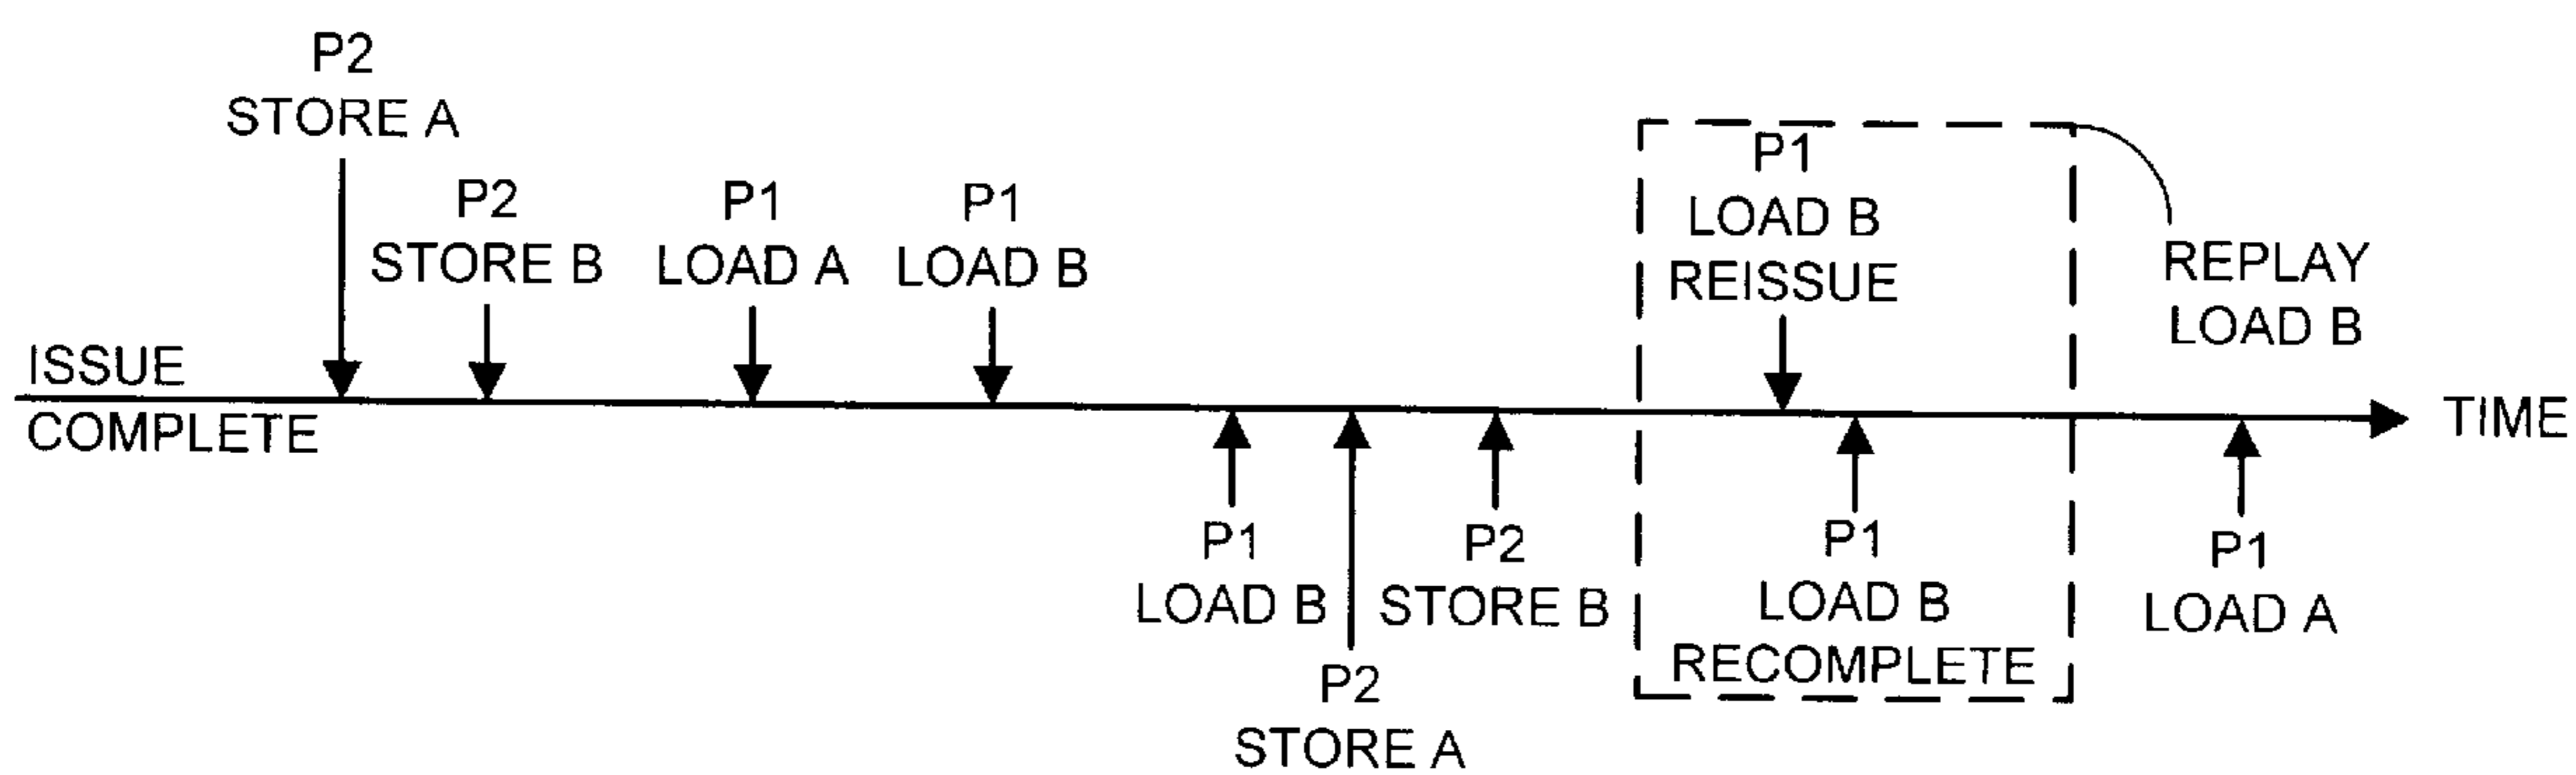 P2
STORE A
P2
STORE B
P1
LOAD A
P1
LOAD B
P1
LOAD B
REISSUE
REPLAY
LOAD B
ISSUE
COMPLETE
TIME
P1
LOAD B
P2
STORE A
P2
STORE B
P1
LOAD B
RECOMPLETE
P1
LOAD A